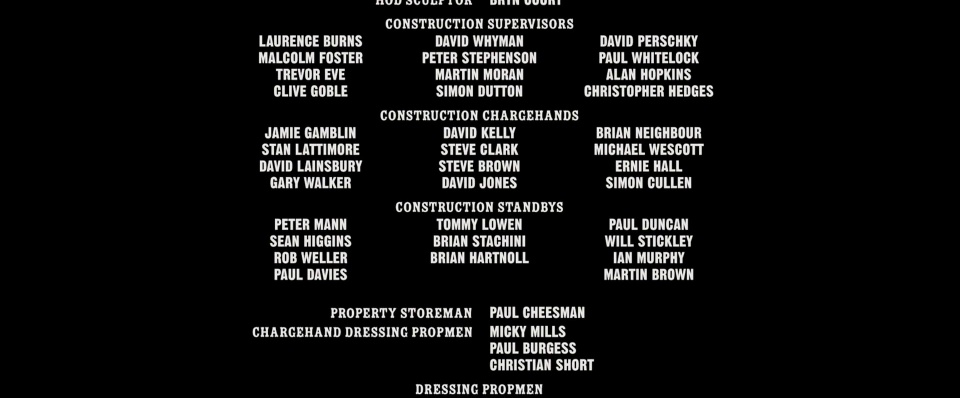 HOD SCULPTOR BRYN COURT
CONSTRUCTION SUPERVISORS
LAURENCE BURNS DAVID WHYMAN DAVID PERSCHKY
MALCOLM FOSTER PETER STEPHENSON PAUL WHITELOCK
TREVOR EVE MARTIN MORAN ALAN HOPKINS
CLIVE GOBLE SIMON DUTTON CHRISTOPHER HEDGES
CONSTRUCTION CHARGEHANDS
JAMIE GAMBLIN DAVID KELLY BRIAN NEIGHBOUR
STAN LATTIMORE STEVE CLARK MICHAEL WESCOTT
DAVID LAINSBURY STEVE BROWN ERNIE HALL
GARY WALKER DAVID JONES SIMON CULLEN
CONSTRUCTION STANDBYS
PETER MANN TOMMY LOWEN PAUL DUNCAN
SEAN HIGGINS BRIAN STACHINI WILL STICKLEY
ROB WELLER BRIAN HARTNOLL IAN MURPHY
PAUL DAVIES MARTIN BROWN
PROPERTY STOREMAN PAUL CHEESMAN
CHARGEHAND DRESSING PROPMEN MICKY MILLS
PAUL BURGESS
CHRISTIAN SHORT
DRESSING PROPMEN